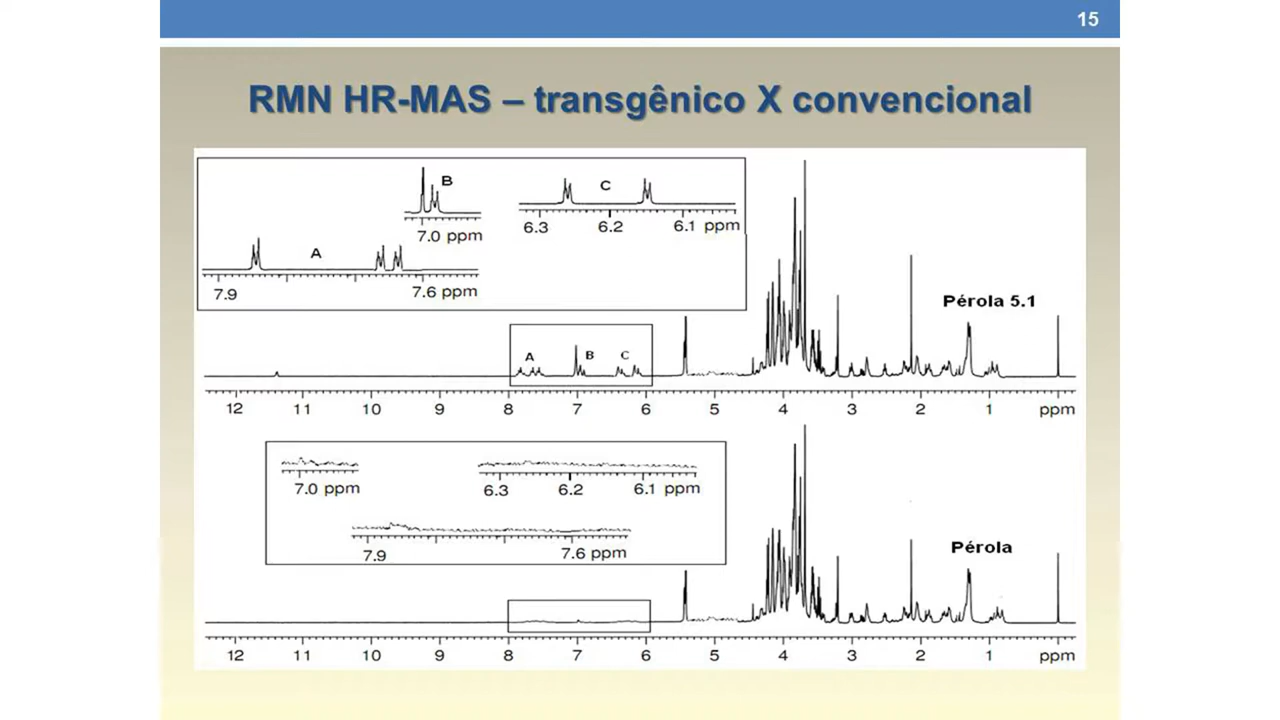 15
RMN HR-MAS – transgênico X convencional
B
C
7.0 ppm
6.3 6.2 6.1 ppm
A
7.9 7.6 ppm
Pérola 5.1
A B C
12 11 10 9 8 7 6 5 4 3 2 1 ppm
7.0 ppm
6.3 6.2 6.1 ppm
7.9 7.6 ppm
Pérola
12 11 10 9 8 7 6 5 4 3 2 1 ppm